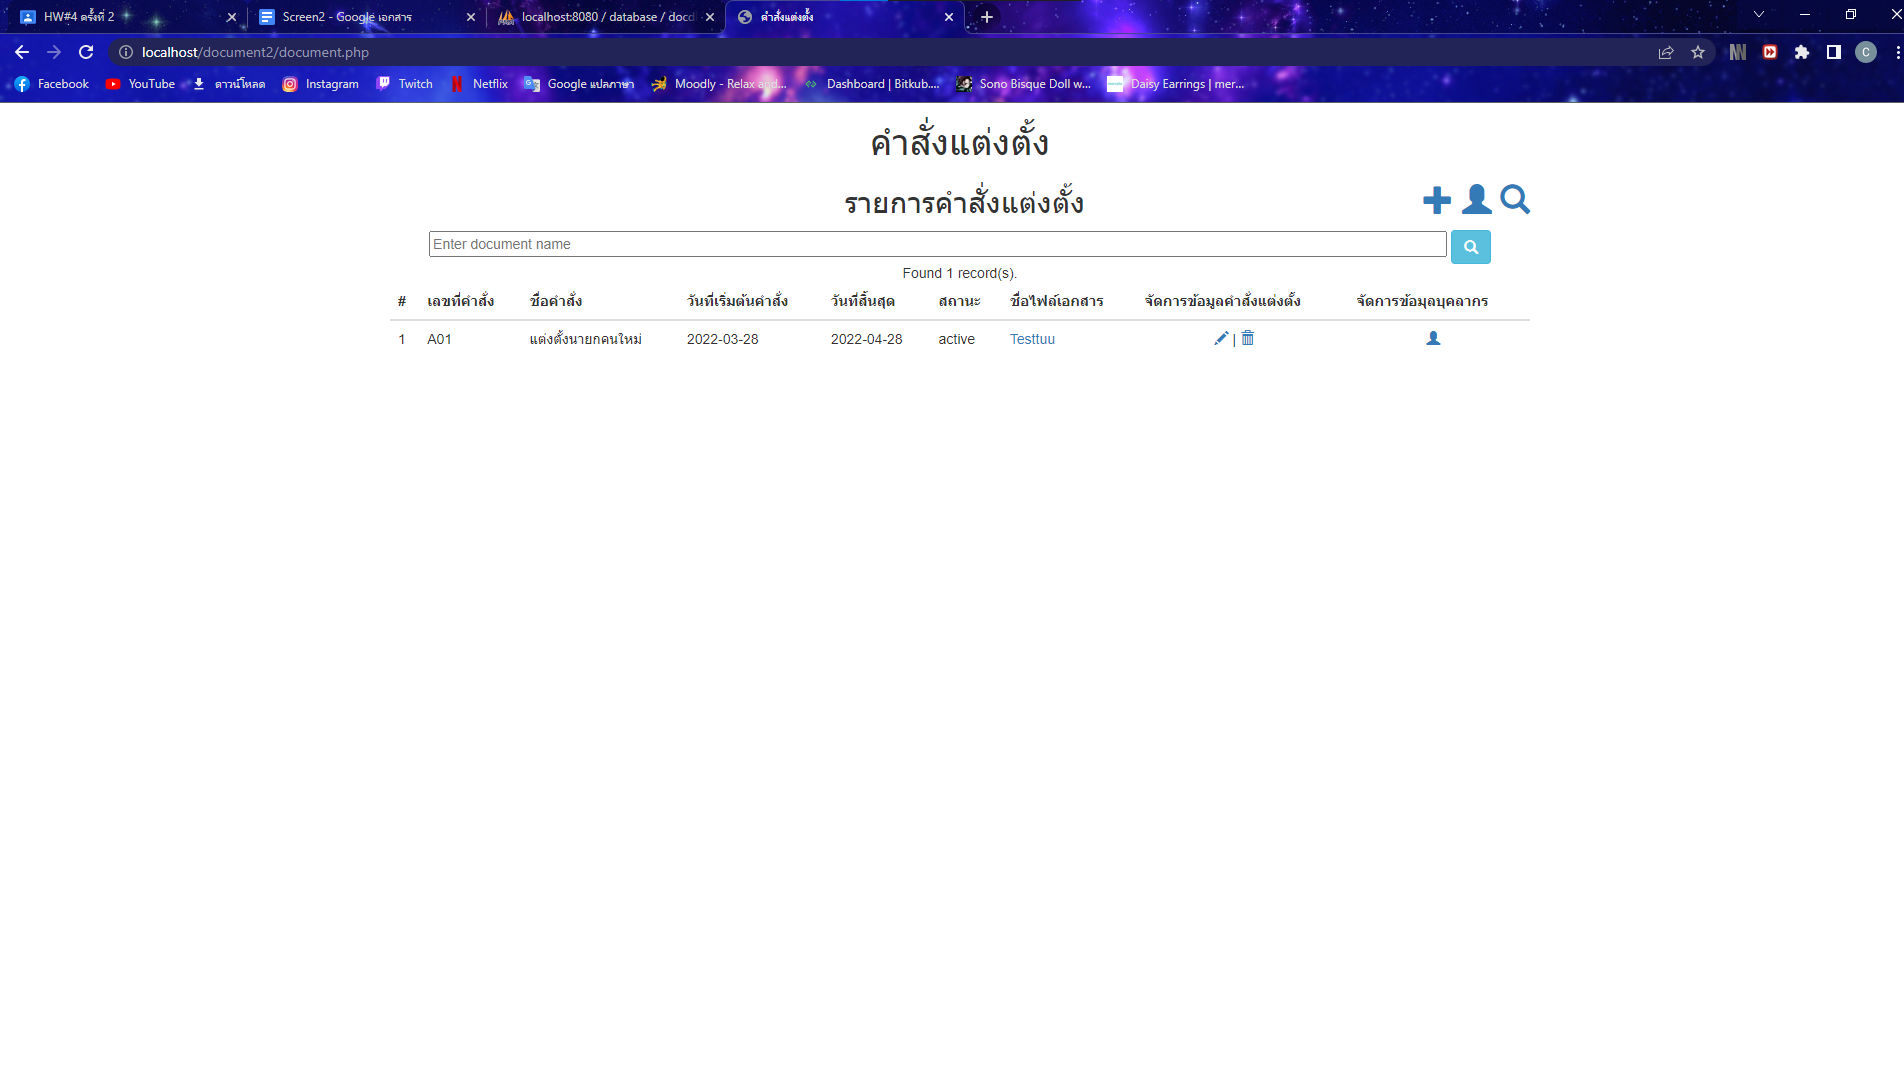 HW#4 ครั้งที่ 2
Screen2 - Google เอกสาร
localhost:8080 / database / docd
คำสั่งแต่งตั้ง
localhost/document2/document.php
C
Facebook
YouTube
ดาวน์โหลด
Instagram
Twitch
Netflix
Google แปลภาษา
Moodly - Relax and...
Dashboard | Bitkub....
Sono Bisque Doll w...
Daisy Earrings | mer...
คำสั่งแต่งตั้ง
รายการคำสั่งแต่งตั้ง
Enter document name
Found 1 record(s).
# เลขที่คำสั่ง ชื่อคำสั่ง วันที่เริ่มต้นคำสั่ง วันที่สิ้นสุด สถานะ ชื่อไฟล์เอกสาร จัดการข้อมูลคำสั่งแต่งตั้ง จัดการข้อมุลบุคลากร
1 A01 แต่งตั้งนายกคนใหม่ 2022-03-28 2022-04-28 active Testtuu |